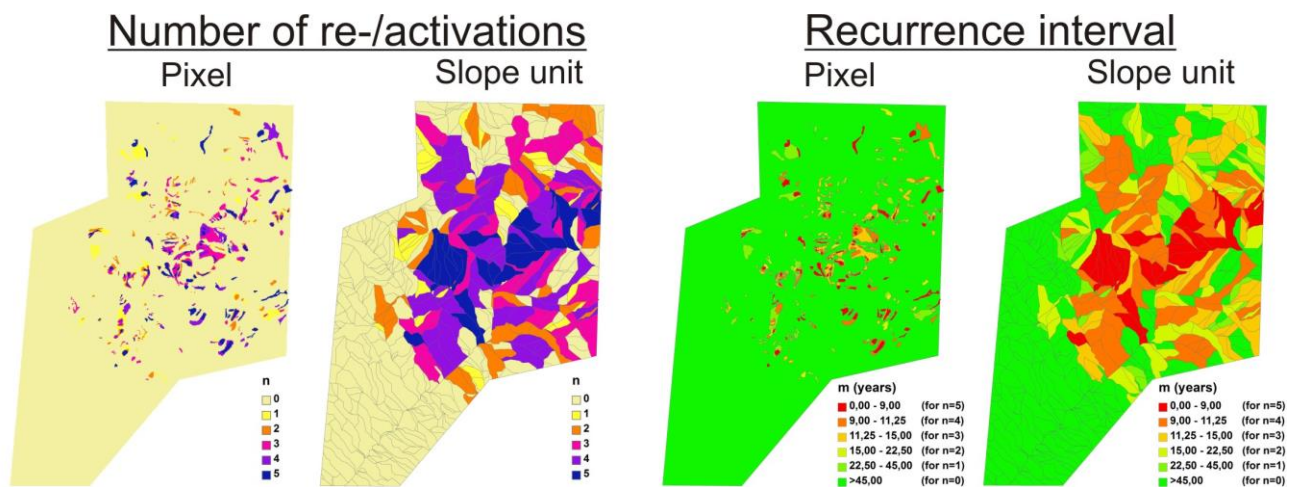 Number of re-/activations
Pixel
Slope unit
n
0
1
2
3
4
5
n
0
1
2
3
4
5
Recurrence interval
Pixel
Slope unit
m (years)
0,00 - 9,00 (for n=5)
9,00 - 11,25 (for n=4)
11,25 - 15,00 (for n=3)
15,00 - 22,50 (for n=2)
22,50 - 45,00 (for n=1)
>45,00 (for n=0)
m (years)
0,00 - 9,00 (for n=5)
9,00 - 11,25 (for n=4)
11,25 - 15,00 (for n=3)
15,00 - 22,50 (for n=2)
22,50 - 45,00 (for n=1)
>45,00 (for n=0)